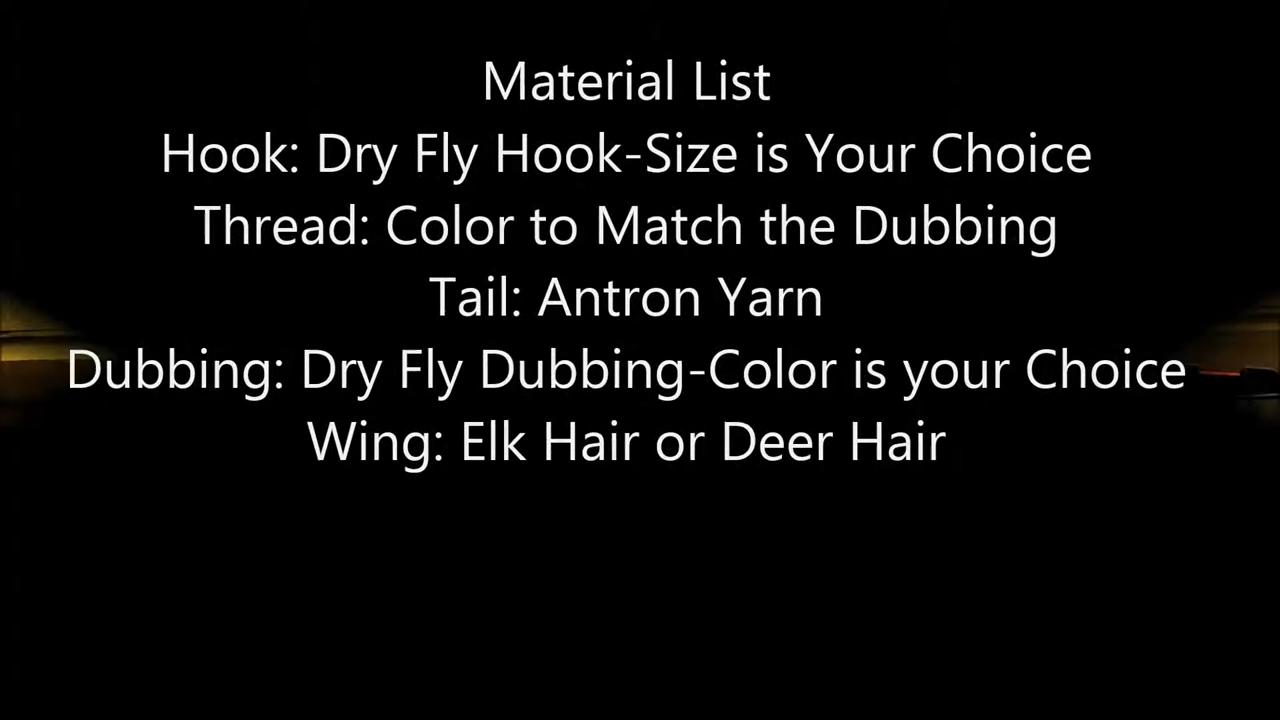 Material List
Hook: Dry Fly Hook-Size is Your Choice
Thread: Color to Match the Dubbing
Tail: Antron Yarn
Dubbing: Dry Fly Dubbing-Color is your Choice
Wing: Elk Hair or Deer Hair